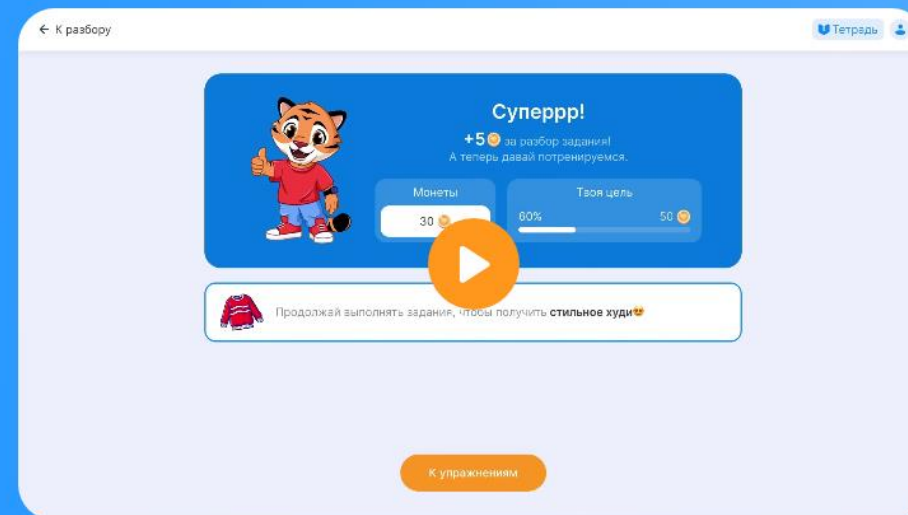 ← К разбору
Тетрадь
Суперрр!
+5 за разбор задания!
А теперь давай потренируемся.
Монеты
Твоя цель
30
60%
50
Продолжай выполнять задания, чтобы получить стильное худи😍
К упражнениям